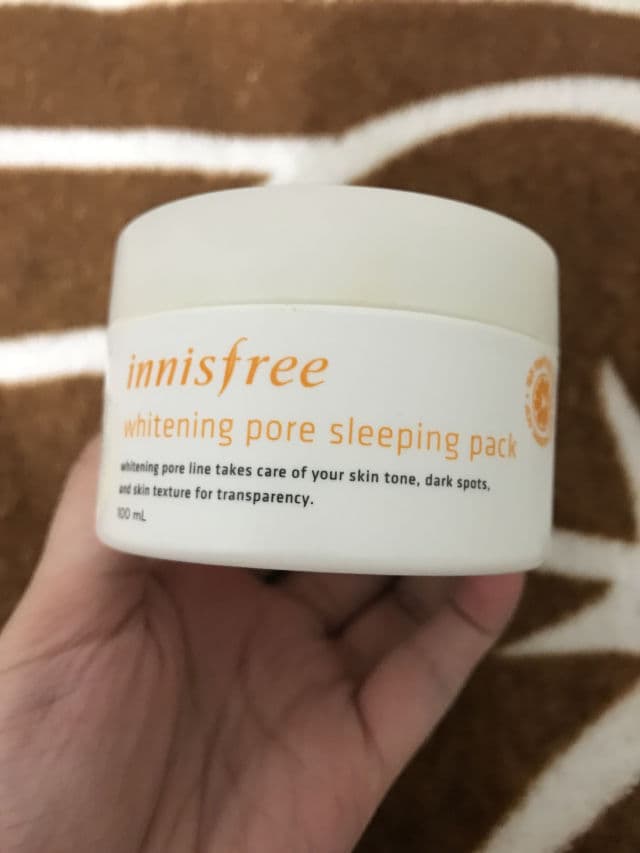 innisfree
whitening pore sleeping pack
whitening pore line takes care of your skin tone, dark spots,
and skin texture for transparency.
100 mL